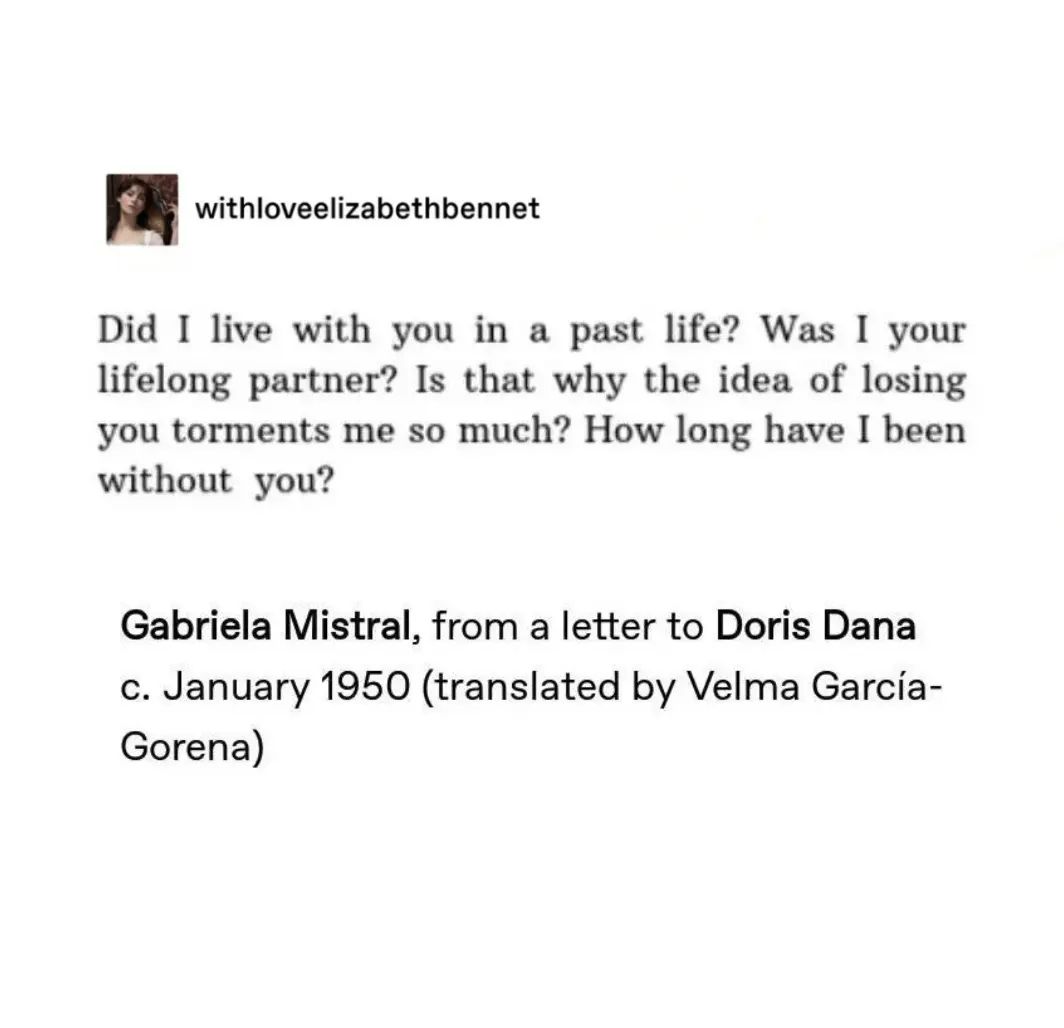 withloveelizabethbennet
Did I live with you in a past life? Was I your
lifelong partner? Is that why the idea of losing
you torments me so much? How long have I been
without you?
Gabriela Mistral, from a letter to Doris Dana
c. January 1950 (translated by Velma García-
Gorena)